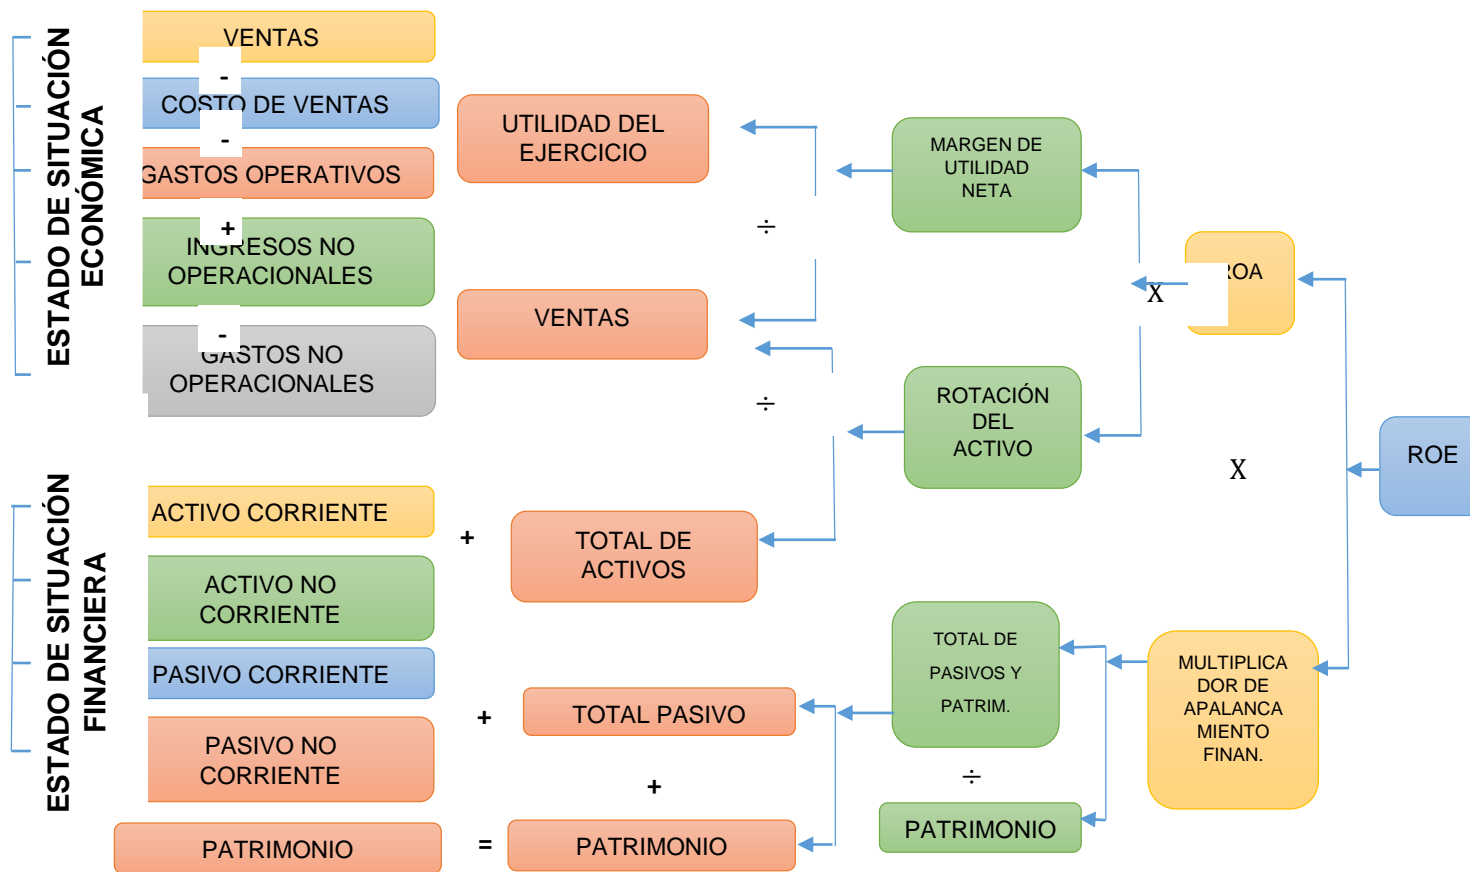 ESTADO DE SITUACIÓN
ECONÓMICA
VENTAS
-
COSTO DE VENTAS
-
GASTOS OPERATIVOS
+
INGRESOS NO
OPERACIONALES
-
GASTOS NO
OPERACIONALES
UTILIDAD DEL
EJERCICIO
÷
VENTAS
÷
MARGEN DE
UTILIDAD
NETA
X
ROTACIÓN
DEL
ACTIVO
ROA
X
ROE
ESTADO DE SITUACIÓN
FINANCIERA
ACTIVO CORRIENTE
+
ACTIVO NO
CORRIENTE
TOTAL DE
ACTIVOS
PASIVO CORRIENTE
+
PASIVO NO
CORRIENTE
TOTAL PASIVO
+
PATRIMONIO
=
PATRIMONIO
TOTAL DE
PASIVOS Y
PATRIM.
÷
PATRIMONIO
MULTIPLICA
DOR DE
APALANCA
MIENTO
FINAN.